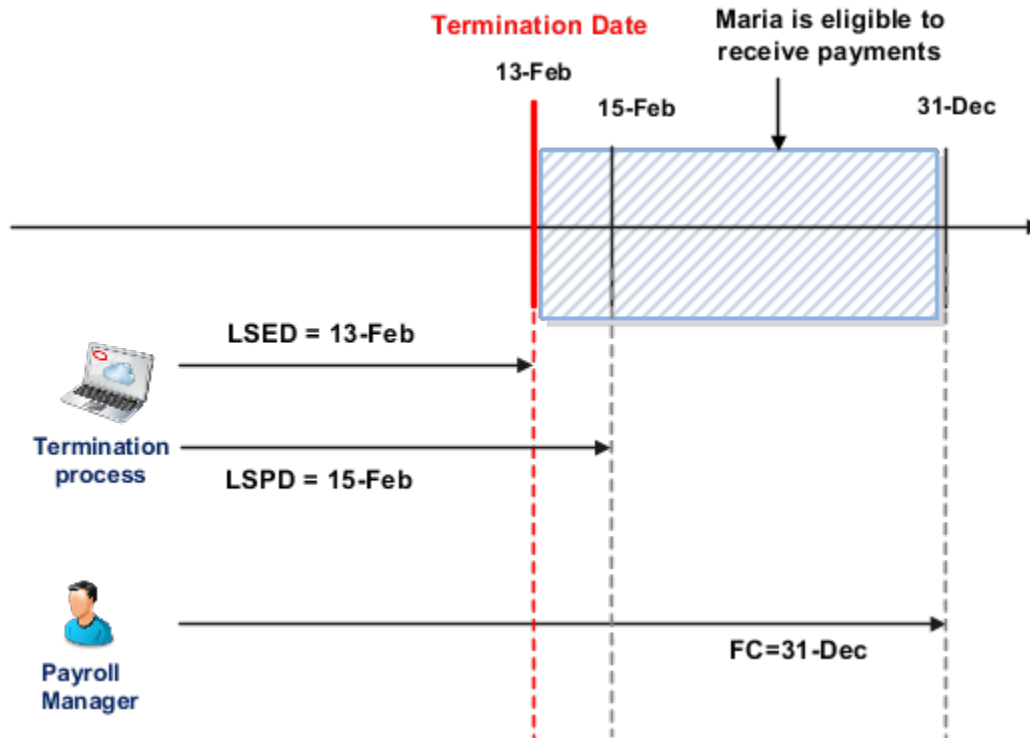 Termination Date
Maria is eligible to
receive payments
13-Feb
15-Feb
31-Dec
LSED = 13-Feb
Termination
process
LSPD = 15-Feb
FC=31-Dec
Payroll
Manager